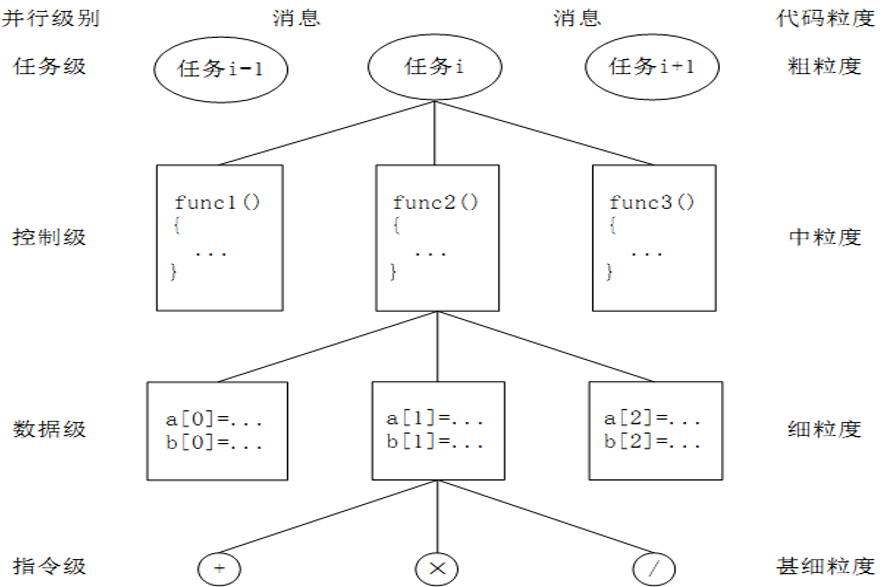 并行级别 消息 消息 代码粒度
任务级 任务i-1 任务i 任务i+1 粗粒度
func1() func2() func3()
{ { {
控制级 ... ... ... 中粒度
} } }
a[0]=... a[1]=... a[2]=...
数据级 b[0]=... b[1]=... b[2]=... 细粒度
指令级 + × / 甚细粒度